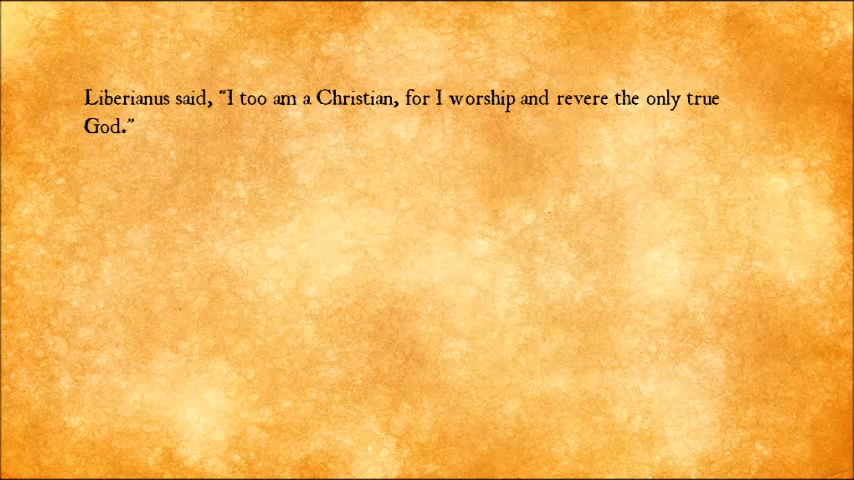 Liberianus said, “I too am a Christian, for I worship and revere the only true
God.”